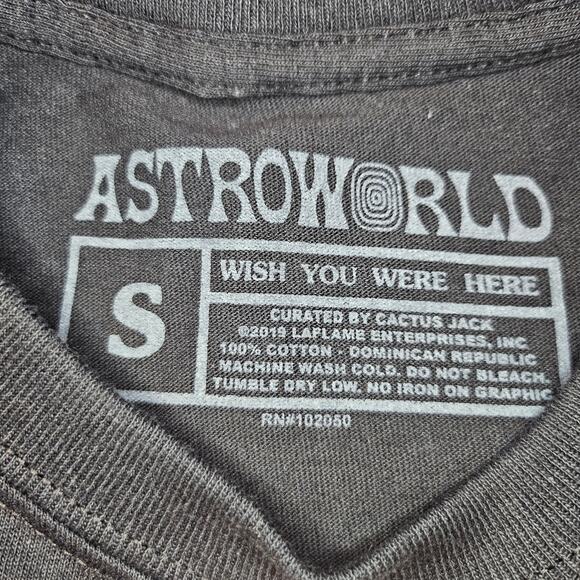 ASTROWORLD
S
WISH YOU WERE HERE
CURATED BY CACTUS JACK
©2019 LAFLAME ENTERPRISES, INC
100% COTTON - DOMINICAN REPUBLIC
MACHINE WASH COLD. DO NOT BLEACH.
TUMBLE DRY LOW. NO IRON ON GRAPHIC
RN#102050